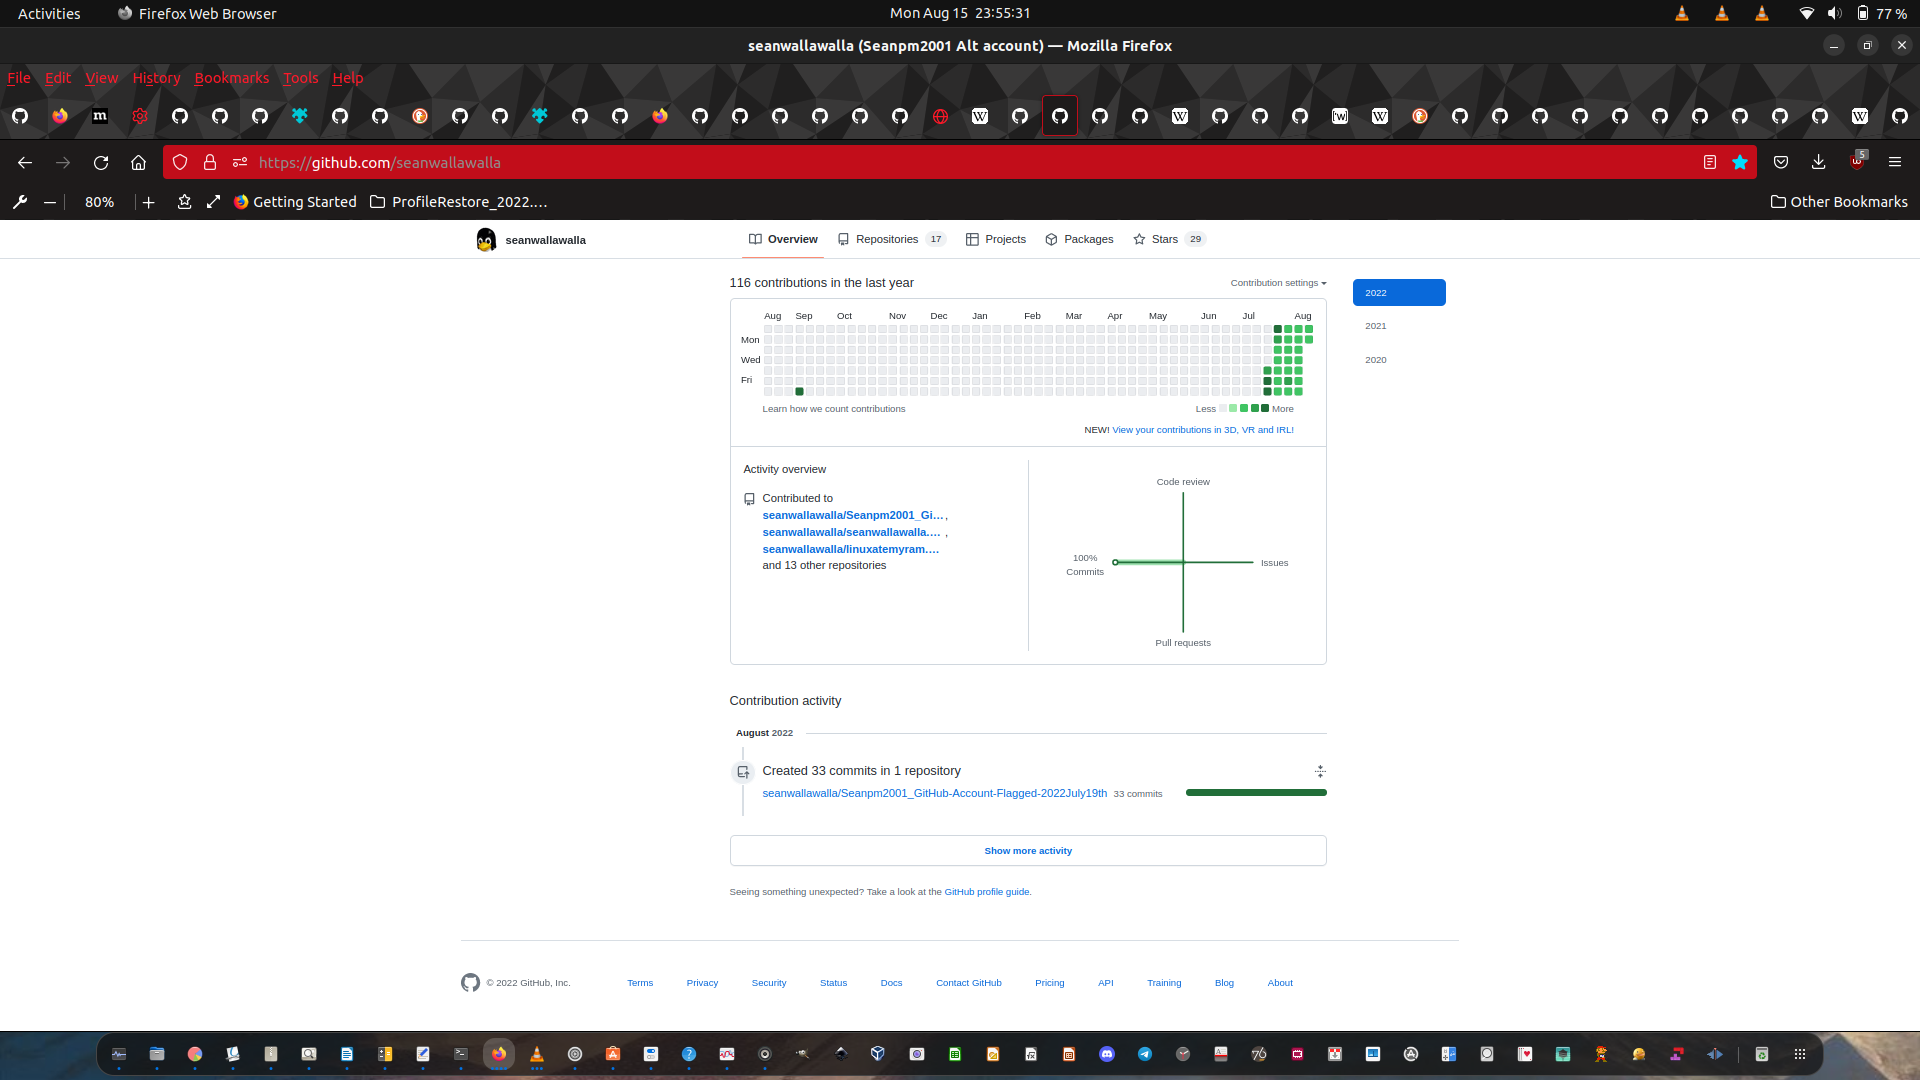 Activities Firefox Web Browser Mon Aug 15 23:55:31 77 %
seanwallawalla (Seanpm2001 Alt account) — Mozilla Firefox
File Edit View History Bookmarks Tools Help
https://github.com/seanwallawalla 5
80% Getting Started ProfileRestore_2022.… Other Bookmarks
seanwallawalla Overview Repositories 17 Projects Packages Stars 29
116 contributions in the last year Contribution settings
2022
2021
2020
Aug Sep Oct Nov Dec Jan Feb Mar Apr May Jun Jul Aug
Mon
Wed
Fri
Learn how we count contributions Less More
NEW! View your contributions in 3D, VR and IRL!
Activity overview
Contributed to
seanwallawalla/Seanpm2001_Gi… ,
seanwallawalla/seanwallawalla.… ,
seanwallawalla/linuxatemyram.…
and 13 other repositories
Code review
100%
Commits
Issues
Pull requests
Contribution activity
August 2022
Created 33 commits in 1 repository
seanwallawalla/Seanpm2001_GitHub-Account-Flagged-2022July19th 33 commits
Show more activity
Seeing something unexpected? Take a look at the GitHub profile guide.
© 2022 GitHub, Inc. Terms Privacy Security Status Docs Contact GitHub Pricing API Training Blog About